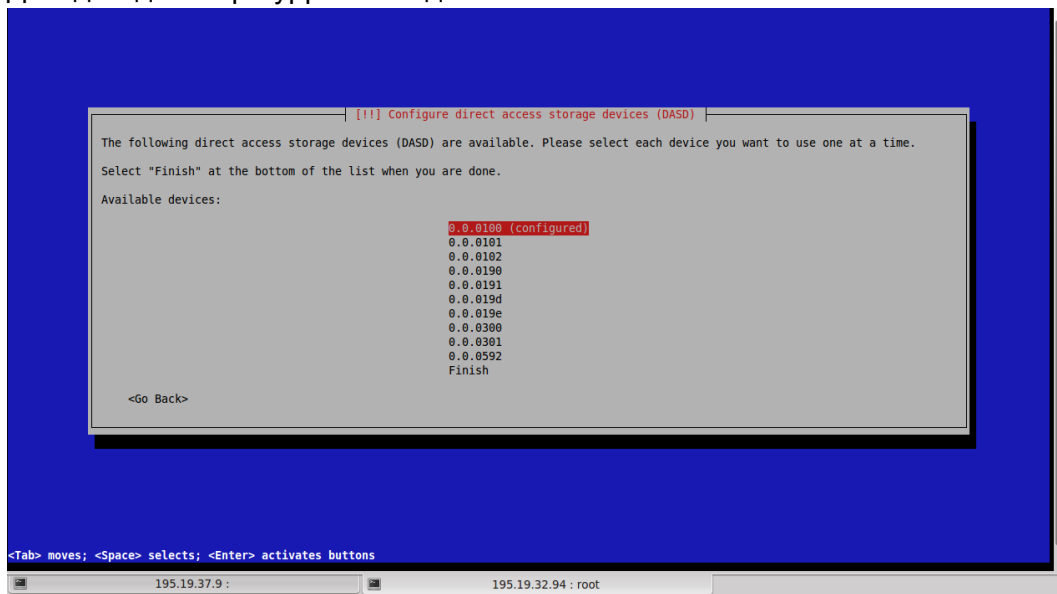 [!!] Configure direct access storage devices (DASD)
The following direct access storage devices (DASD) are available. Please select each device you want to use one at a time.
Select "Finish" at the bottom of the list when you are done.
Available devices:
0.0.0100 (configured)
0.0.0101
0.0.0102
0.0.0190
0.0.0191
0.0.019d
0.0.019e
0.0.0300
0.0.0301
0.0.0592
Finish
<Go Back>
<Tab> moves; <Space> selects; <Enter> activates buttons
195.19.37.9 :
195.19.32.94 : root